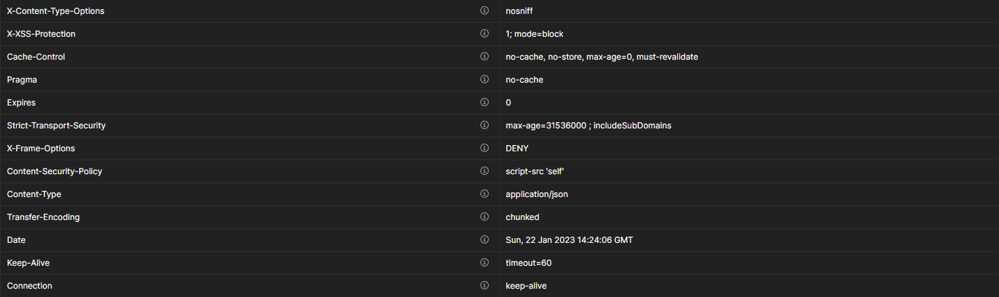 X-Content-Type-Options nosniff
X-XSS-Protection 1; mode=block
Cache-Control no-cache, no-store, max-age=0, must-revalidate
Pragma no-cache
Expires 0
Strict-Transport-Security max-age=31536000 ; includeSubDomains
X-Frame-Options DENY
Content-Security-Policy script-src 'self'
Content-Type application/json
Transfer-Encoding chunked
Date Sun, 22 Jan 2023 14:24:06 GMT
Keep-Alive timeout=60
Connection keep-alive